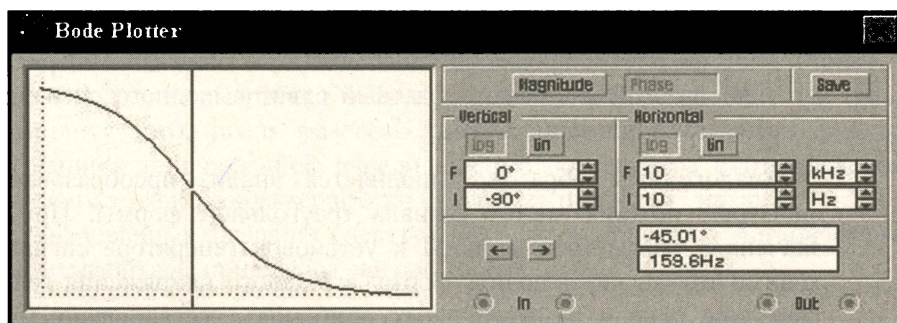 Bode Plotter
Magnitude Phase Save
Vertical Horizontal
log lin log lin
F 0° F 10 kHz
I -90° I 10 Hz
← → -45.01°
159.6Hz
In Out